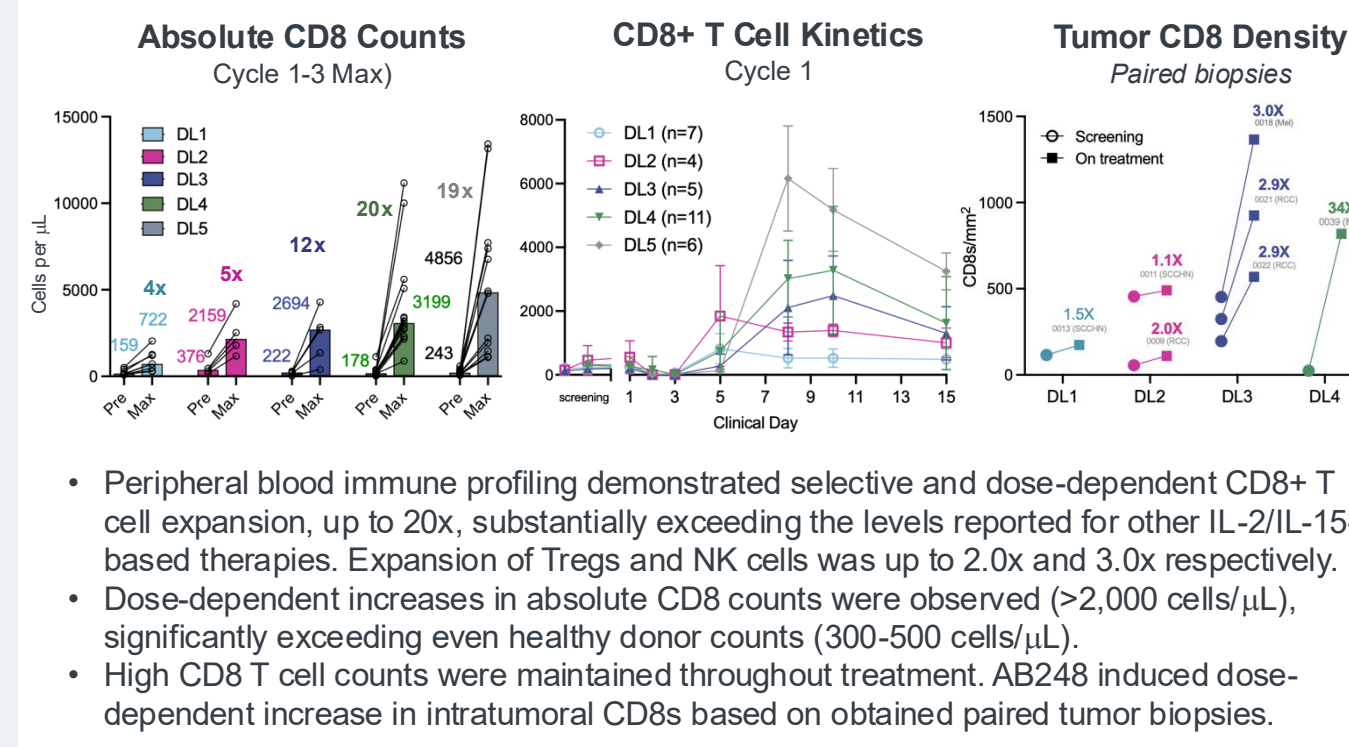 Absolute CD8 Counts
Cycle 1-3 Max)
Cells per μL
15000
10000
5000
0
DL1
DL2
DL3
DL4
DL5
4x
722
159
5x
2159
376
12x
2694
222
20x
3199
178
19x
4856
243
Pre Max Pre Max Pre Max Pre Max Pre Max
CD8+ T Cell Kinetics
Cycle 1
8000
6000
4000
2000
0
DL1 (n=7)
DL2 (n=4)
DL3 (n=5)
DL4 (n=11)
DL5 (n=6)
screening 1 3 5 7 9 11 13 15
Clinical Day
Tumor CD8 Density
Paired biopsies
CD8s/mm²
1500
1000
500
0
Screening
On treatment
1.5X
0013 (SCCHN)
1.1X
0011 (SCCHN)
2.0X
0009 (RCC)
3.0X
0018 (Mel)
2.9X
0021 (RCC)
2.9X
0022 (RCC)
34
0039
DL1 DL2 DL3 DL4
• Peripheral blood immune profiling demonstrated selective and dose-dependent CD8+ T
cell expansion, up to 20x, substantially exceeding the levels reported for other IL-2/IL-15-
based therapies. Expansion of Tregs and NK cells was up to 2.0x and 3.0x respectively.
• Dose-dependent increases in absolute CD8 counts were observed (>2,000 cells/μL),
significantly exceeding even healthy donor counts (300-500 cells/μL).
• High CD8 T cell counts were maintained throughout treatment. AB248 induced dose-
dependent increase in intratumoral CD8s based on obtained paired tumor biopsies.